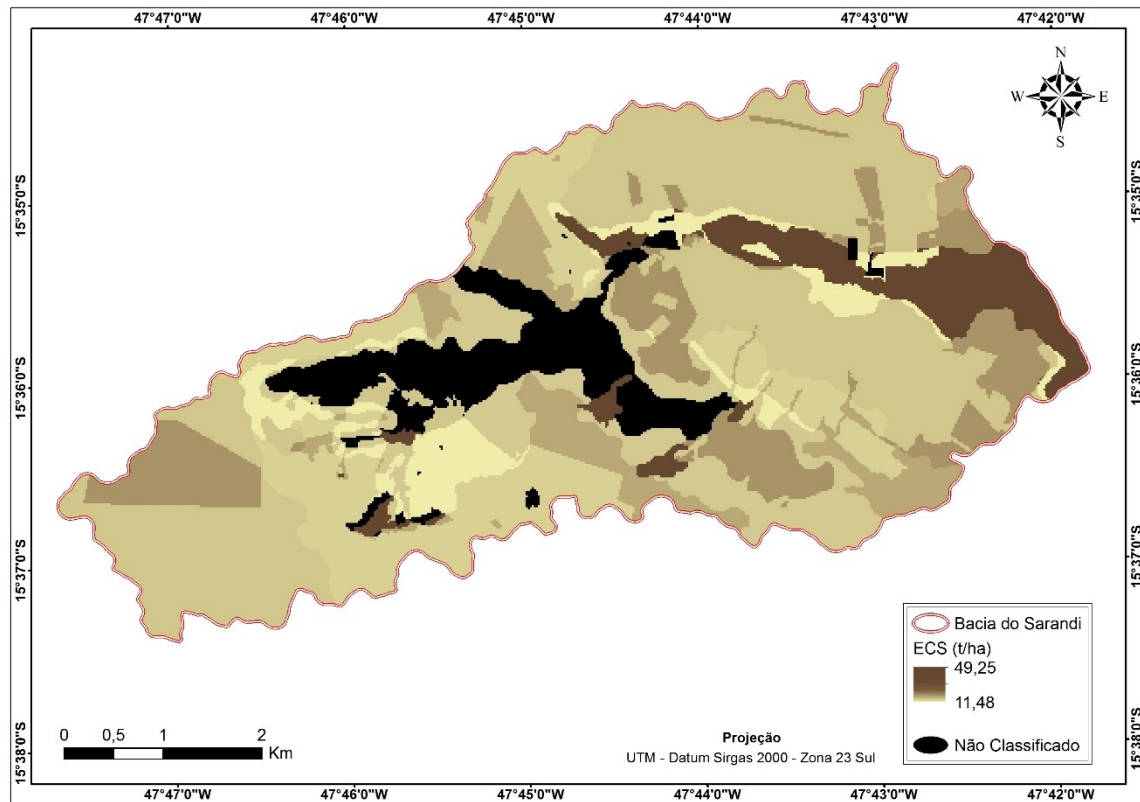 47°47'0"W 47°46'0"W 47°45'0"W 47°44'0"W 47°43'0"W 47°42'0"W
N
W E
S
15°35'0"S 15°35'0"S
15°36'0"S 15°36'0"S
15°37'0"S 15°37'0"S
15°38'0"S 15°38'0"S
Bacia do Sarandi
ECS (t/ha)
49,25
11,48
Não Classificado
0 0,5 1 2
Km
Projeção
UTM - Datum Sirgas 2000 - Zona 23 Sul
47°47'0"W 47°46'0"W 47°45'0"W 47°44'0"W 47°43'0"W 47°42'0"W